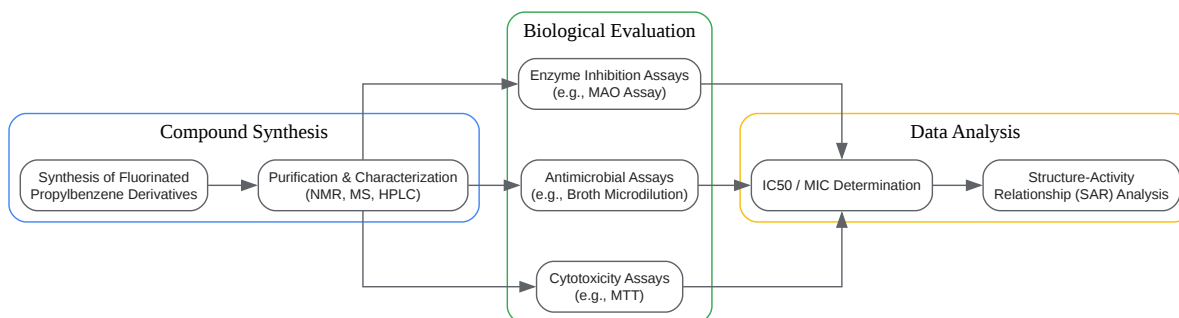 Biological Evaluation
Enzyme Inhibition Assays
(e.g., MAO Assay)
Compound Synthesis
Synthesis of Fluorinated
Propylbenzene Derivatives
Purification & Characterization
(NMR, MS, HPLC)
Antimicrobial Assays
(e.g., Broth Microdilution)
Cytotoxicity Assays
(e.g., MTT)
Data Analysis
IC50 / MIC Determination
Structure-Activity
Relationship (SAR) Analysis